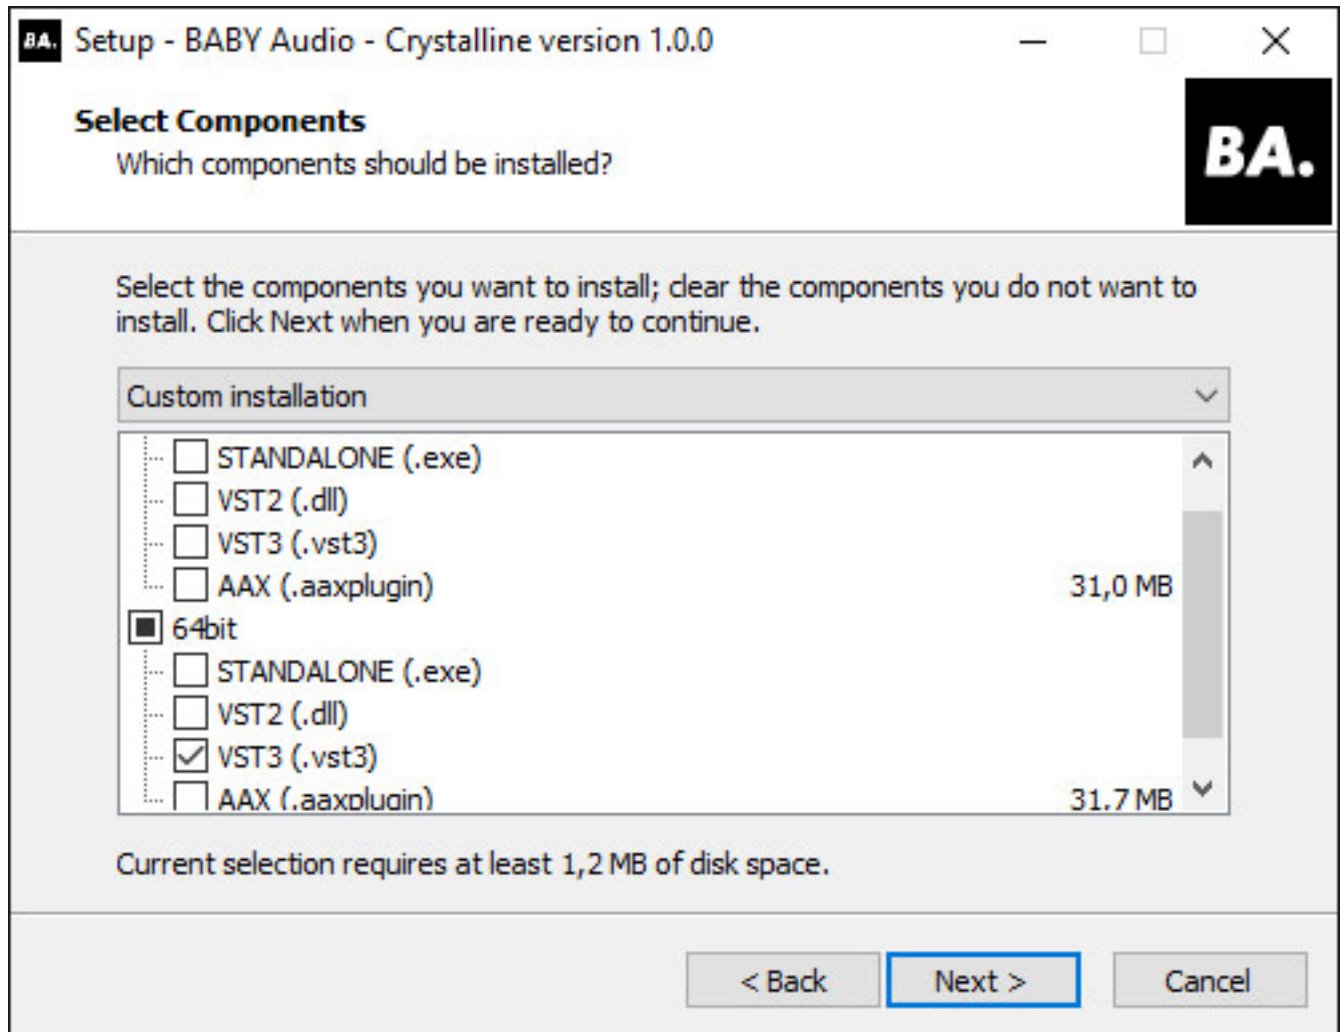 BA. Setup - BABY Audio - Crystalline version 1.0.0
Select Components
Which components should be installed?
BA.
Select the components you want to install; clear the components you do not want to
install. Click Next when you are ready to continue.
Custom installation
STANDALONE (.exe)
VST2 (.dll)
VST3 (.vst3)
AAX (.aaxplugin) 31,0 MB
64bit
STANDALONE (.exe)
VST2 (.dll)
VST3 (.vst3)
AAX (.aaxplugin) 31,7 MB
Current selection requires at least 1,2 MB of disk space.
< Back Next > Cancel